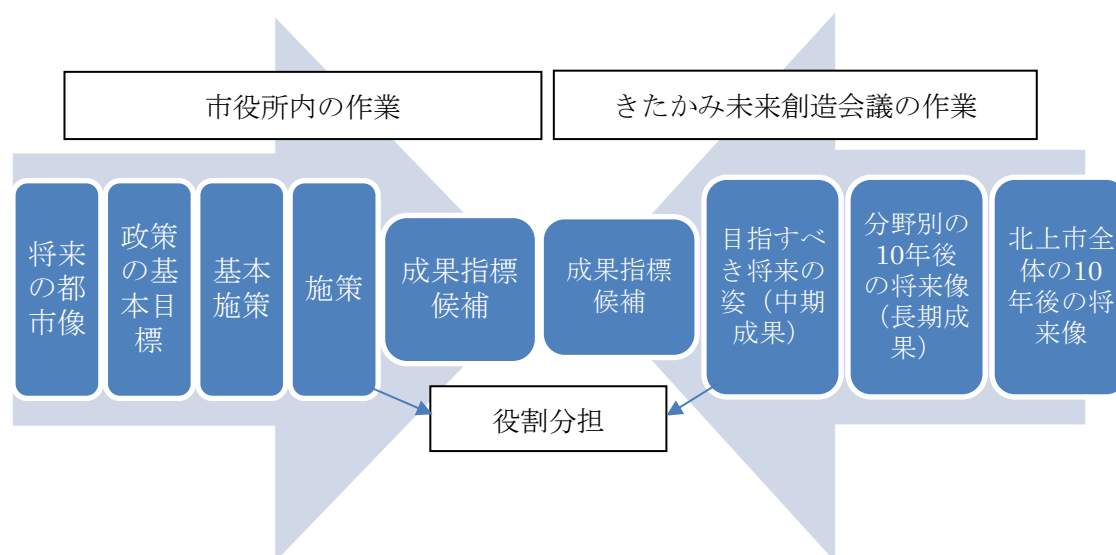 市役所内の作業
きたかみ未来創造会議の作業
将来
の都
市像
政策
の基
本目
標
基本
施策
施策
成果指標
候補
成果指標
候補
目指すべ
き将来の
姿（中期
成果）
分野別の
10年後
の将来像
（長期成
果）
北上市全
体の10
年後の将
来像
役割分担